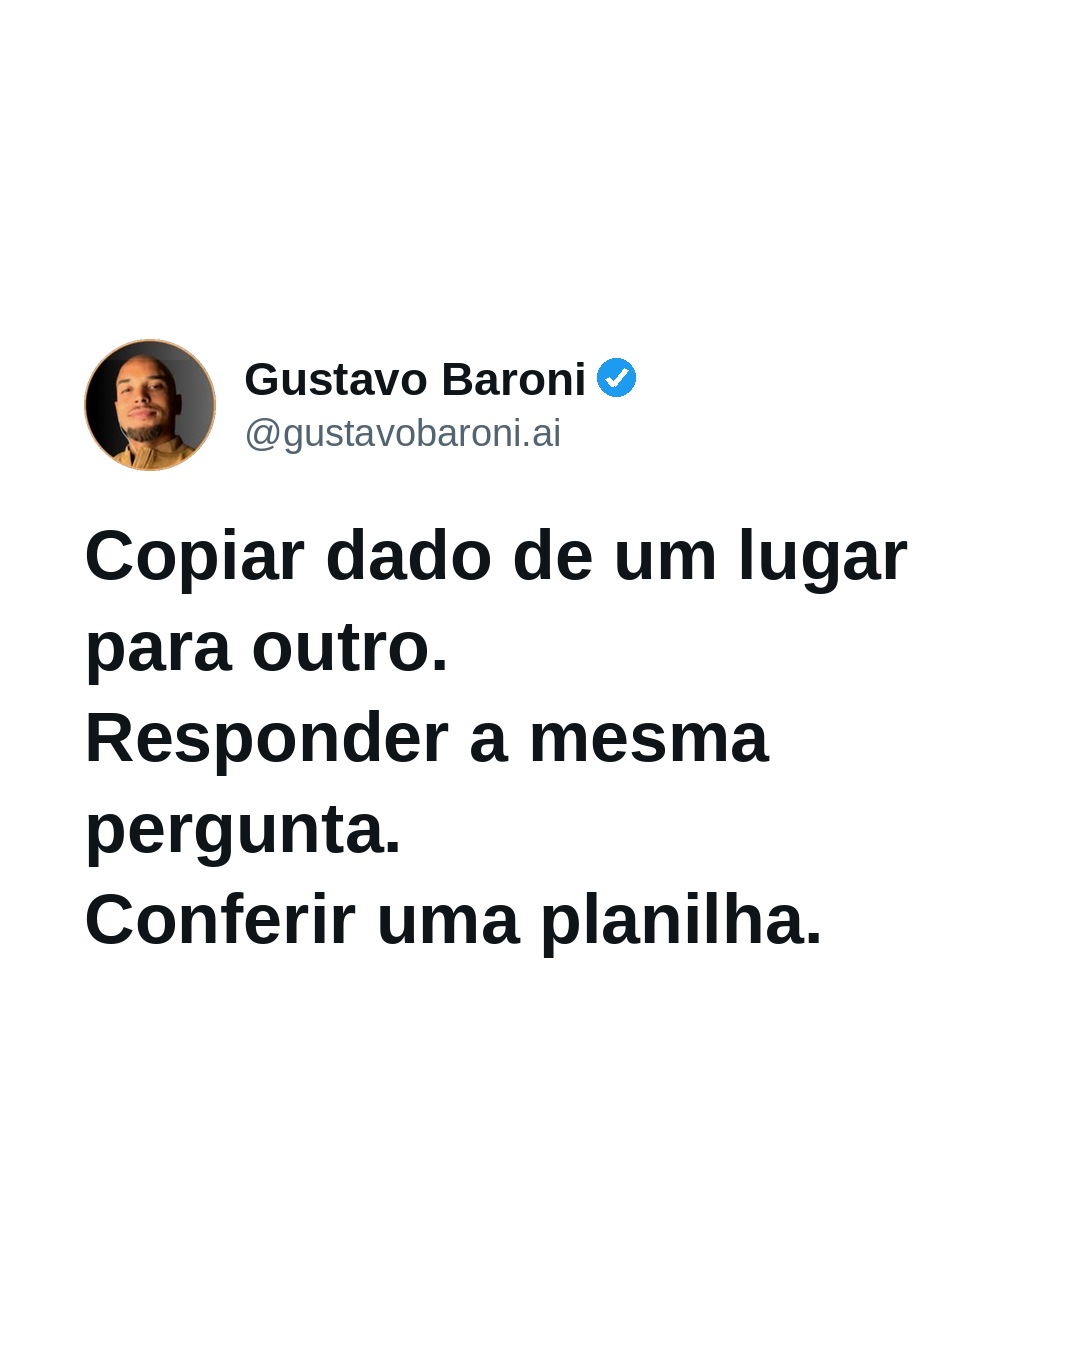 Gustavo Baroni
@gustavobaroni.ai
Copiar dado de um lugar
para outro.
Responder a mesma
pergunta.
Conferir uma planilha.